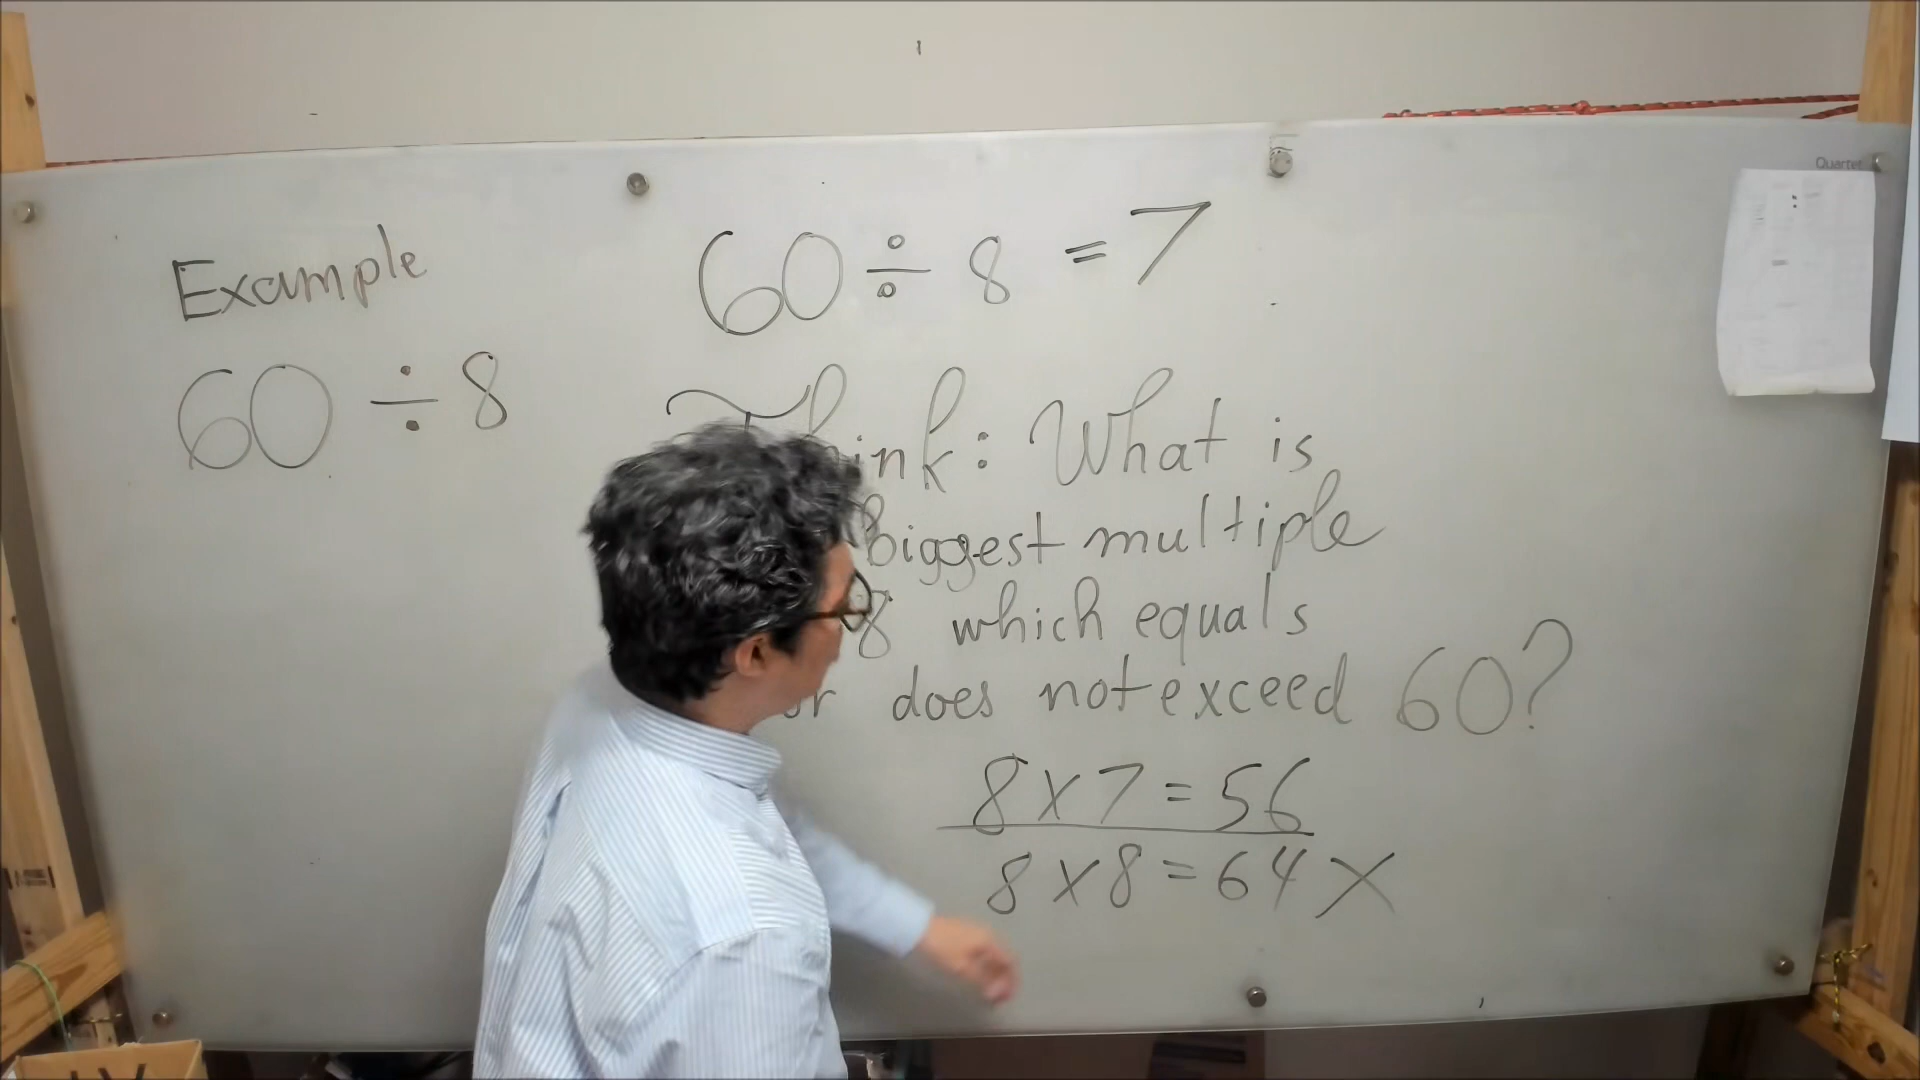 Quartet
Example
60 ÷ 8
60 ÷ 8 = 7
Think: What is
biggest multiple
8 which equals
or does not exceed 60?
8 x 7 = 56
8 x 8 = 64 X